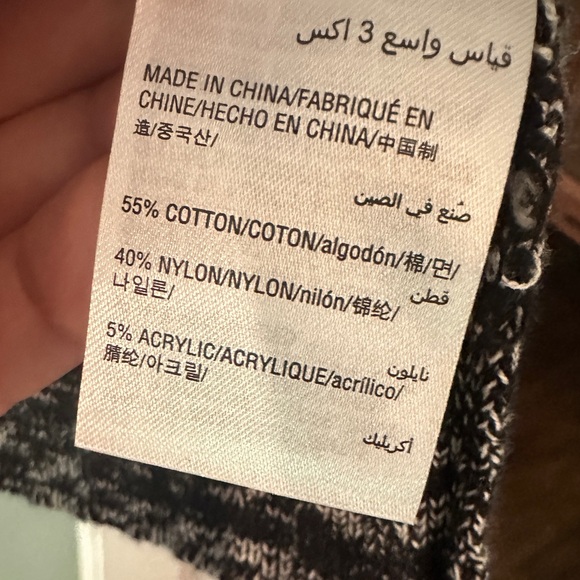 قياس واسع 3 اكس
MADE IN CHINA/FABRIQUÉ EN
CHINE/HECHO EN CHINA/中国制
造/중국산/
صُنع في الصين
55% COTTON/COTON/algodón/棉/면/
قطن
40% NYLON/NYLON/nilón/锦纶/
나일론/
نايلون
5% ACRYLIC/ACRYLIQUE/acrílico/
腈纶/아크릴/
أكريليك